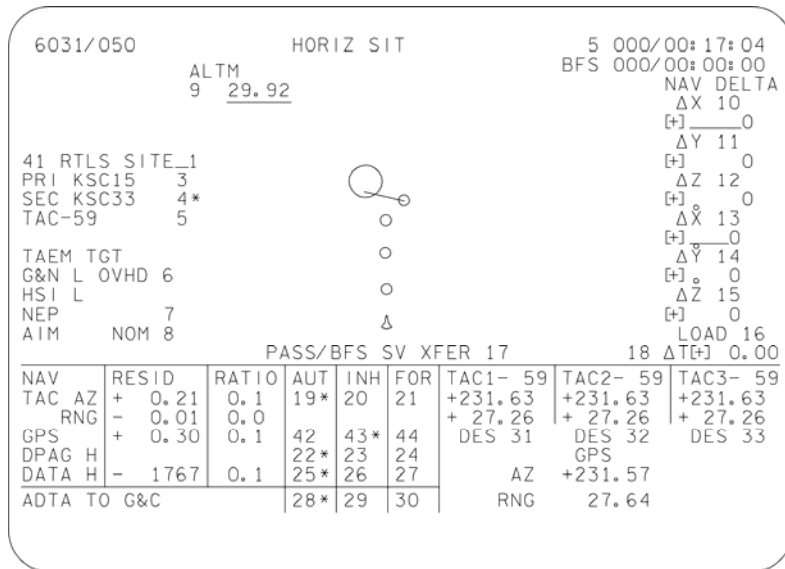 6031/050 HORIZ SIT 5 000/00:17:04
BFS 000/00:00:00
ALTM NAV DELTA
9 29.92 ΔX 10
[+]_____0
ΔY 11
41 RTLS SITE_1 [+] 0
PRI KSC15 3 ΔZ 12
SEC KSC33 4* [+] 0
TAC-59 5 ΔẊ 13
[+]___0
TAEM TGT ΔẎ 14
G&N L OVHD 6 [+] 0
HSI L ΔŻ 15
NEP 7 [+] 0
AIM NOM 8 LOAD 16
PASS/BFS SV XFER 17 18 ΔT[+] 0.00
NAV RESID RATIO AUT INH FOR TAC1- 59 TAC2- 59 TAC3- 59
TAC AZ + 0.21 0.1 19* 20 21 +231.63 +231.63 +231.63
RNG - 0.01 0.0 + 27.26 + 27.26 + 27.26
GPS + 0.30 0.1 42 43* 44 DES 31 DES 32 DES 33
DPAG H 22* 23 24 GPS
DATA H - 1767 0.1 25* 26 27 AZ +231.57
ADTA TO G&C 28* 29 30 RNG 27.64